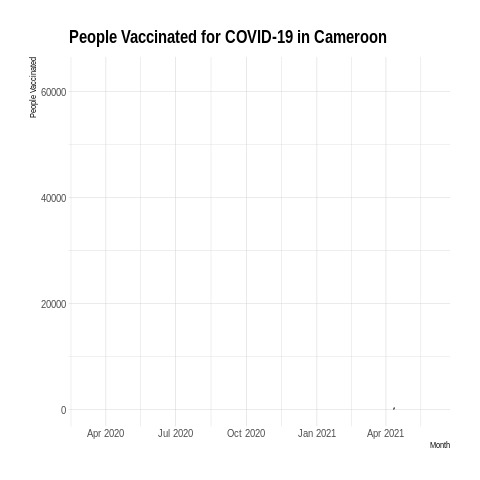 People Vaccinated for COVID-19 in Cameroon
People Vaccinated
60000
40000
20000
0
Apr 2020 Jul 2020 Oct 2020 Jan 2021 Apr 2021
Month